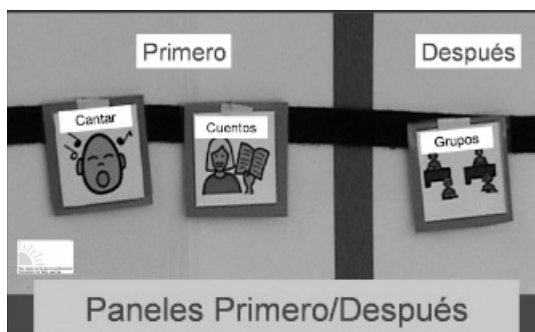 Primero
Después
Cantar
Cuentos
Grupos
Paneles Primero/Después